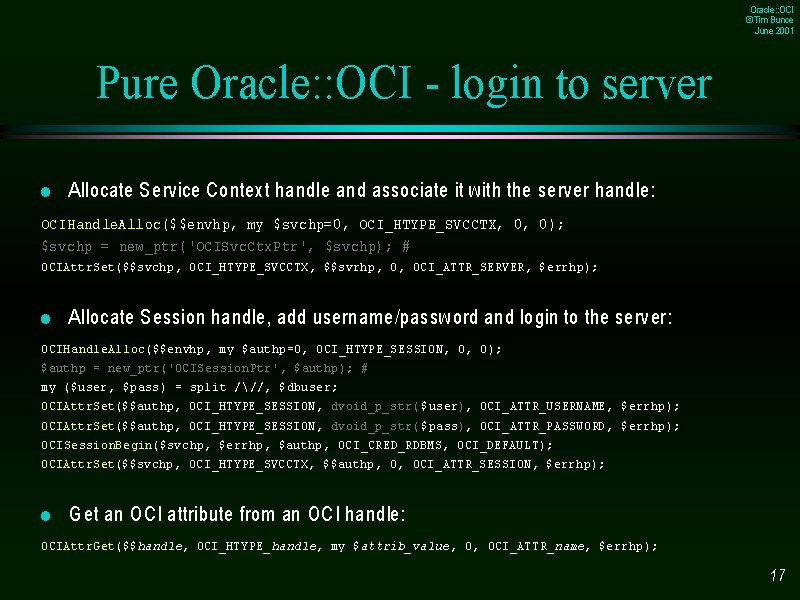 Oracle::OCI
©Tim Bunce
June 2001
Pure Oracle::OCI - login to server
Allocate Service Context handle and associate it with the server handle:
OCIHandleAlloc($$envhp, my $svchp=0, OCI_HTYPE_SVCCTX, 0, 0);
$svchp = new_ptr('OCISvcCtxPtr', $svchp); #
OCIAttrSet($$svchp, OCI_HTYPE_SVCCTX, $$svrhp, 0, OCI_ATTR_SERVER, $errhp);
Allocate Session handle, add username/password and login to the server:
OCIHandleAlloc($$envhp, my $authp=0, OCI_HTYPE_SESSION, 0, 0);
$authp = new_ptr('OCISessionPtr', $authp); #
my ($user, $pass) = split /\//, $dbuser;
OCIAttrSet($$authp, OCI_HTYPE_SESSION, dvoid_p_str($user), OCI_ATTR_USERNAME, $errhp);
OCIAttrSet($$authp, OCI_HTYPE_SESSION, dvoid_p_str($pass), OCI_ATTR_PASSWORD, $errhp);
OCISessionBegin($svchp, $errhp, $authp, OCI_CRED_RDBMS, OCI_DEFAULT);
OCIAttrSet($$svchp, OCI_HTYPE_SVCCTX, $$authp, 0, OCI_ATTR_SESSION, $errhp);
Get an OCI attribute from an OCI handle:
OCIAttrGet($$handle, OCI_HTYPE_handle, my $attrib_value, 0, OCI_ATTR_name, $errhp);
17